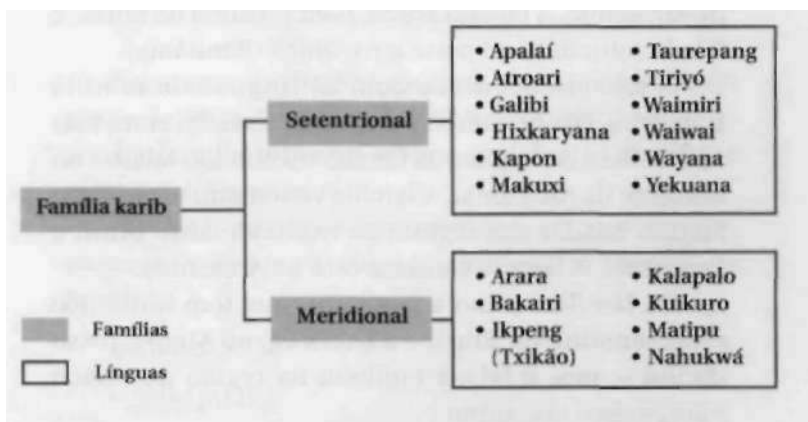 Família karib
Setentrional
• Apalaí
• Atroari
• Galibi
• Hixkaryana
• Kapon
• Makuxi
• Taurepang
• Tiriyó
• Waimiri
• Waiwai
• Wayana
• Yekuana
Meridional
• Arara
• Bakairi
• Ikpeng
(Txikão)
• Kalapalo
• Kuikuro
• Matipu
• Nahukwá
Famílias
Línguas